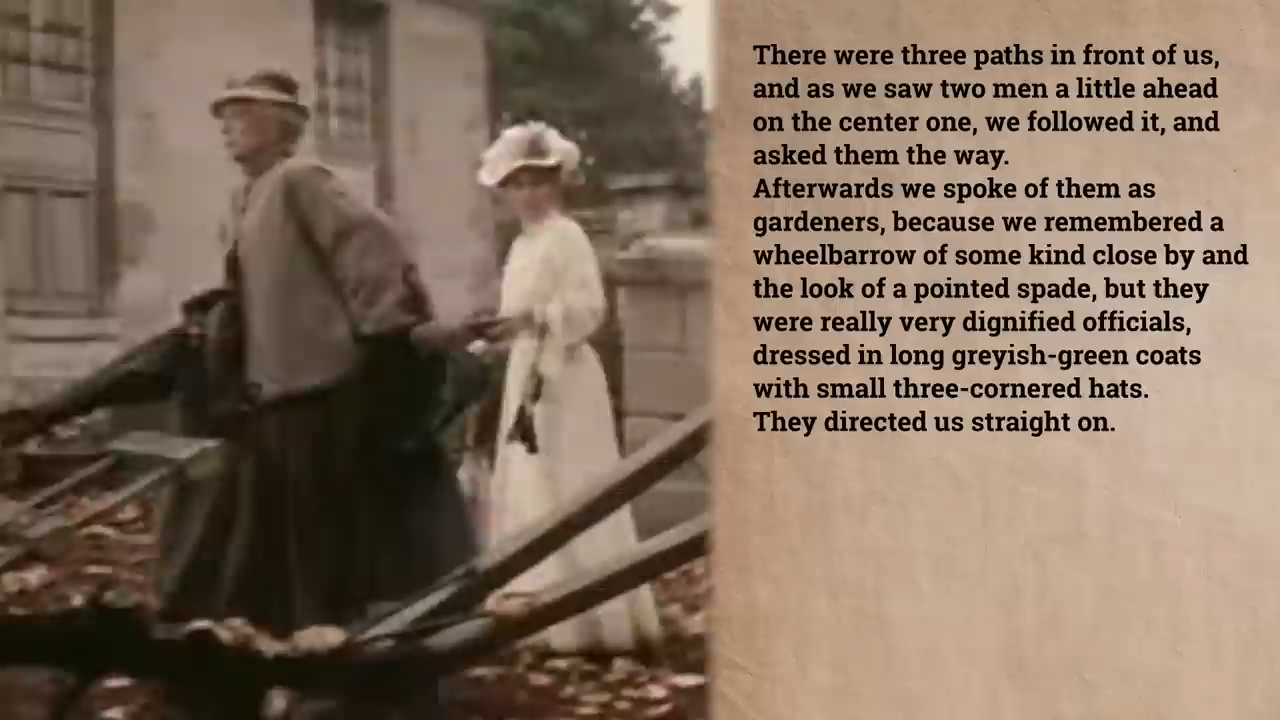 There were three paths in front of us,
and as we saw two men a little ahead
on the center one, we followed it, and
asked them the way.
Afterwards we spoke of them as
gardeners, because we remembered a
wheelbarrow of some kind close by and
the look of a pointed spade, but they
were really very dignified officials,
dressed in long greyish-green coats
with small three-cornered hats.
They directed us straight on.